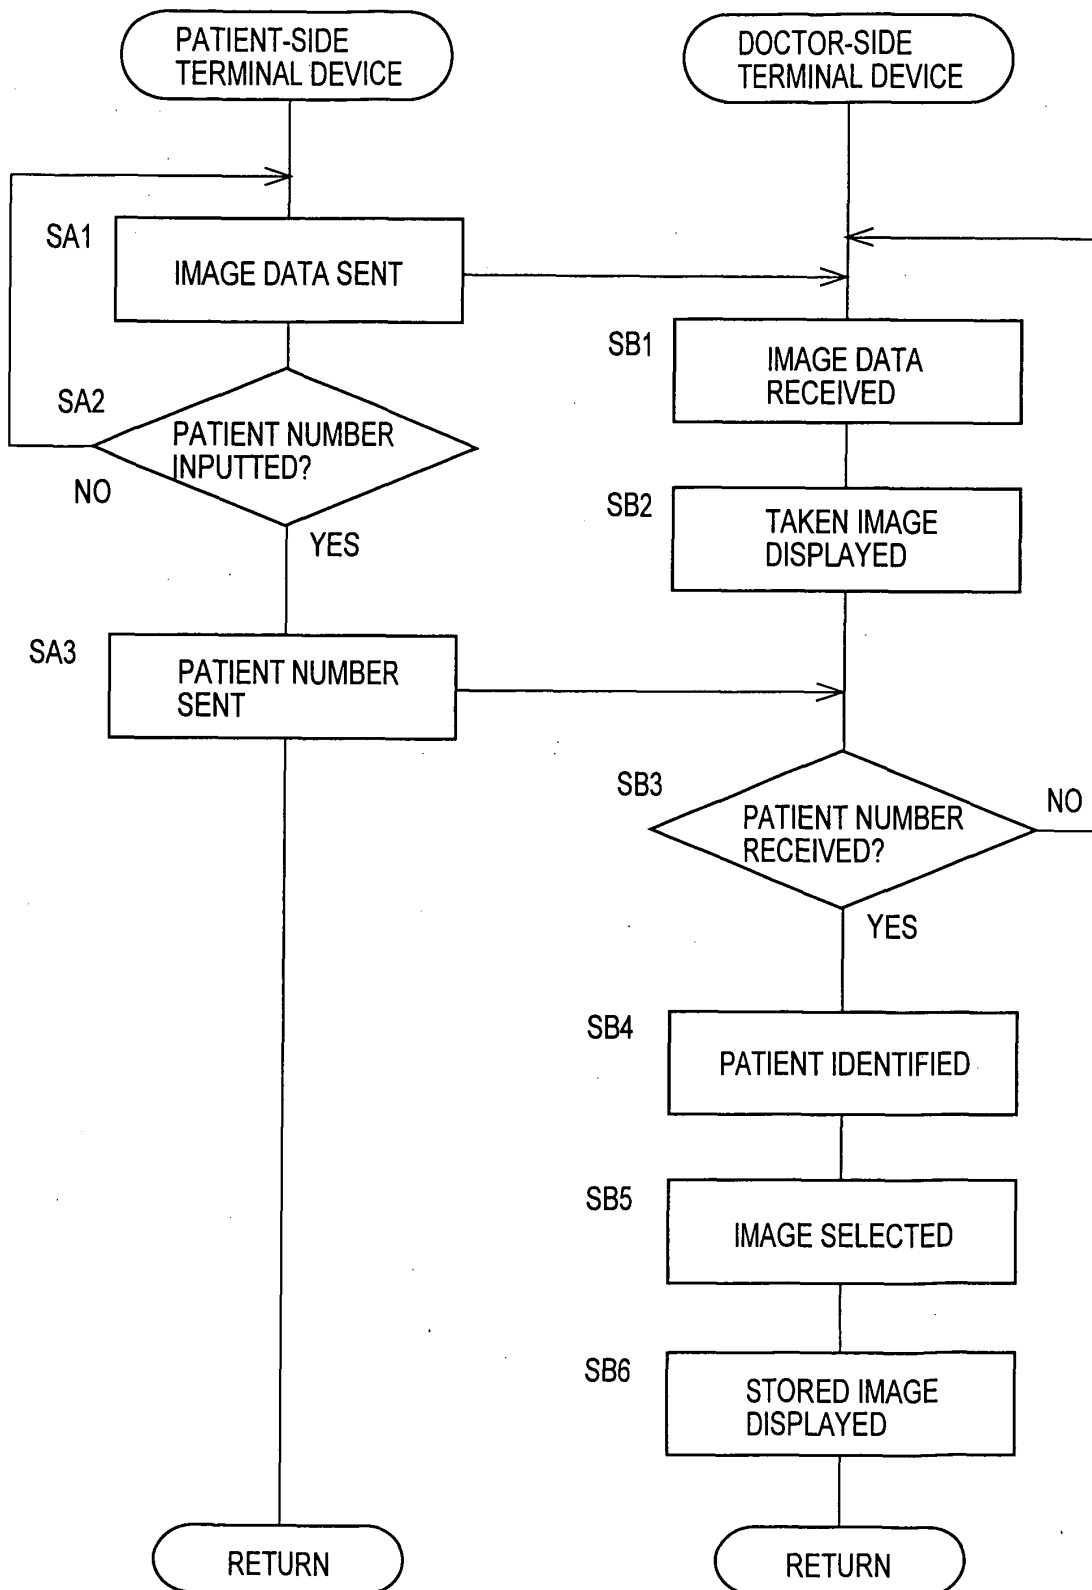 PATIENT-SIDE
TERMINAL DEVICE
DOCTOR-SIDE
TERMINAL DEVICE
SA1
IMAGE DATA SENT
SB1
IMAGE DATA
RECEIVED
SA2
PATIENT NUMBER
INPUTTED?
NO
YES
SB2
TAKEN IMAGE
DISPLAYED
SA3
PATIENT NUMBER
SENT
SB3
PATIENT NUMBER
RECEIVED?
NO
YES
SB4
PATIENT IDENTIFIED
SB5
IMAGE SELECTED
SB6
STORED IMAGE
DISPLAYED
RETURN
RETURN